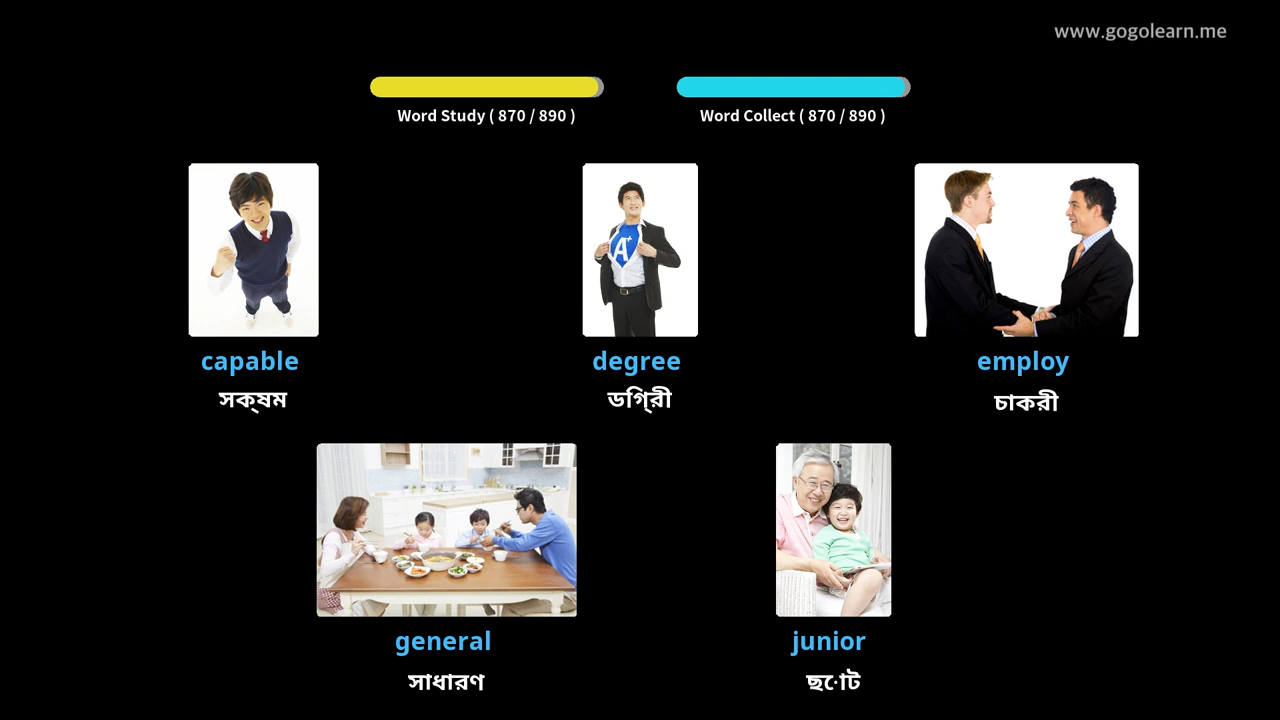 www.gogolearn.me
Word Study ( 870 / 890 )
Word Collect ( 870 / 890 )
A+
capable
degree
employ
সক্ষম
ডিগ্রী
চাকরী
general
junior
সাধারণ
ছোট